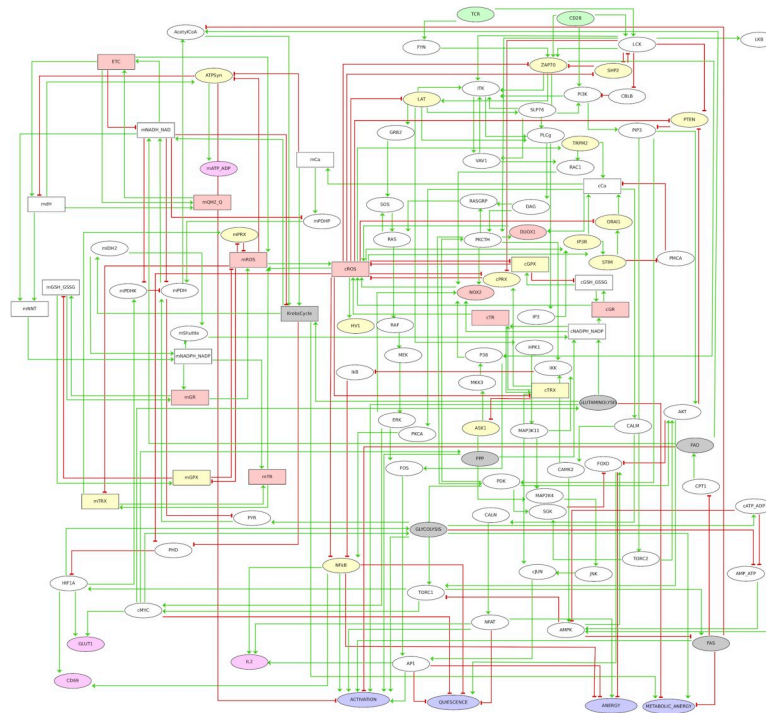 TCR
CD28
AcetylCoA
FYN
LCK
LKB
ETC
ATPSyn
ZAP70
SHP2
ITK
PI3K
CBLB
LAT
SLP76
PTEN
mNADH_NAD
GRB2
PLCg
PIP3
TRPM2
mCa
VAV1
RAC1
mATP_ADP
cCa
mdH
mQH2_Q
SOS
RASGRP
DAG
mPDHP
ORAI1
mPRX
RAS
PKCTH
DUOX1
IP3R
mIDH2
mROS
STIM
PMCA
cROS
cGPX
mGSH_GSSG
mPDHK
mPDH
cPRX
cGSH_GSSG
NOX2
mNNT
KrebsCycle
cTR
IP3
cGR
HV1
RAF
cNADPH_NADP
mShuttle
mNADPH_NADP
MEK
P38
HPK1
IkB
IKK
MKK3
mGR
cTRX
GLUTAMINOLYSIS
ERK
AKT
PKCA
ASK1
MAP3K11
CALM
FAO
PPP
FOS
FOXO
mGPX
mTR
CAMK2
PDK
CPT1
mTRX
MAP2K4
PYR
CALN
SGK
cATP_ADP
GLYCOLYSIS
PHD
NFkB
TORC2
HIF1A
cJUN
JNK
AMP_ATP
TORC1
cMYC
NFAT
AMPK
GLUT1
FAS
IL2
AP1
CD69
ACTIVATION
QUIESCENCE
ANERGY
METABOLIC_ANERGY